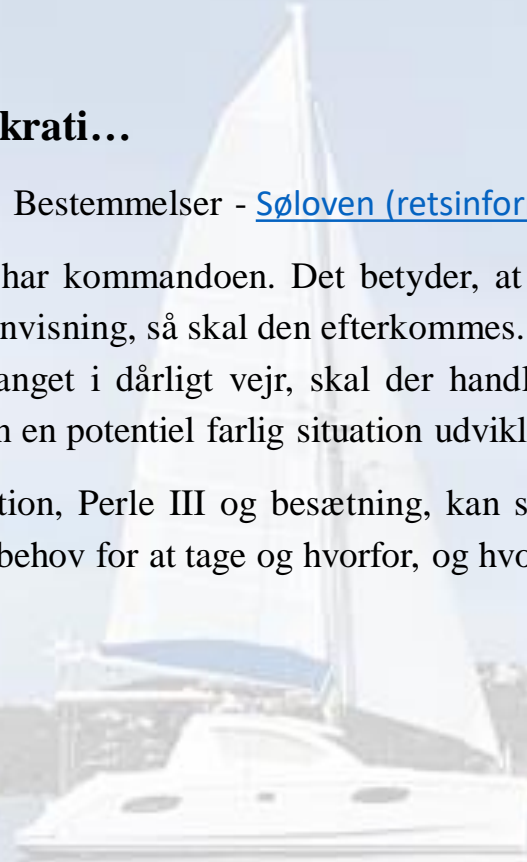 krati…
Bestemmelser - Søloven (retsinfor
har kommandoen. Det betyder, at
nvisning, så skal den efterkommes.
anget i dårligt vejr, skal der handl
n en potentiel farlig situation udvikl
tion, Perle III og besætning, kan s
behov for at tage og hvorfor, og hvo